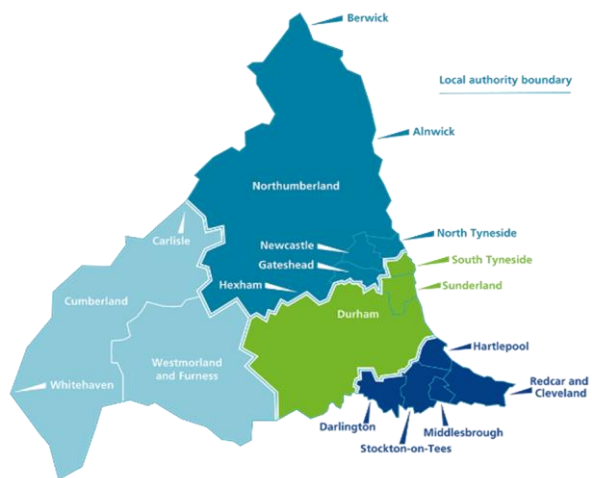 Berwick
Local authority boundary
Alnwick
Northumberland
North Tyneside
Carlisle
Newcastle
South Tyneside
Gateshead
Hexham
Sunderland
Cumberland
Durham
Hartlepool
Westmorland
and Furness
Whitehaven
Redcar and
Cleveland
Darlington
Middlesbrough
Stockton-on-Tees